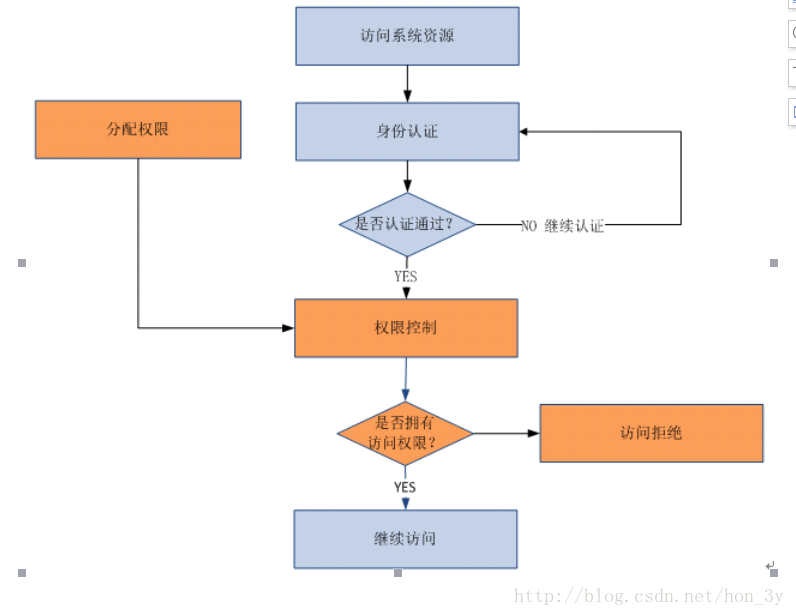 访问系统资源
分配权限
身份认证
是否认证通过？
NO 继续认证
YES
权限控制
是否拥有
访问权限？
访问拒绝
YES
继续访问
http://blog.csdn.net/hon_3y